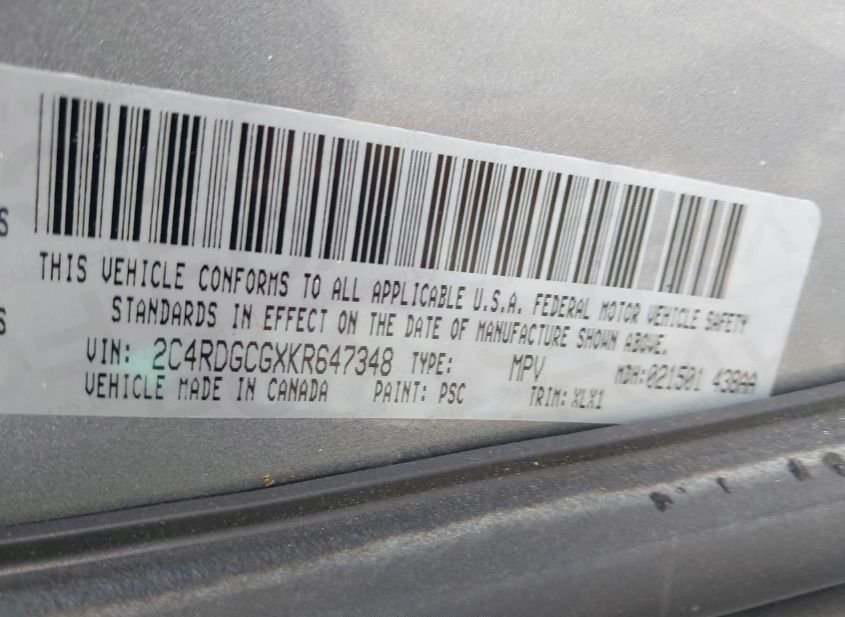 S
THIS VEHICLE CONFORMS TO ALL APPLICABLE U.S.A. FEDERAL MOTOR VEHICLE SAFETY
S
STANDARDS IN EFFECT ON THE DATE OF MANUFACTURE SHOWN ABOVE.
VIN: 2C4RDGCGXKR647348 TYPE: MPV MDH:021501 438AA
VEHICLE MADE IN CANADA PAINT: PSC TRIM: XLX1